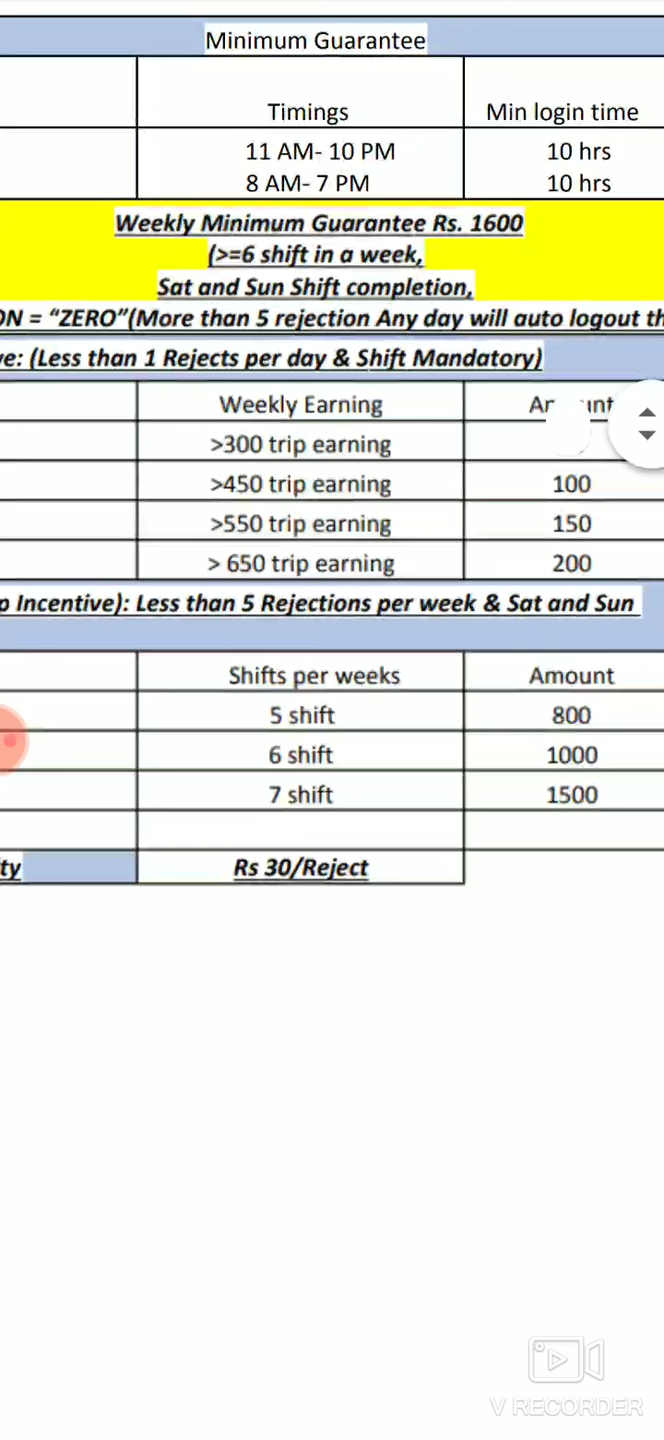 Minimum Guarantee
Timings Min login time
11 AM- 10 PM 10 hrs
8 AM- 7 PM 10 hrs
Weekly Minimum Guarantee Rs. 1600
(>=6 shift in a week,
Sat and Sun Shift completion,
ON = “ZERO”(More than 5 rejection Any day will auto logout th
ve: (Less than 1 Rejects per day & Shift Mandatory)
Weekly Earning
>300 trip earning
>450 trip earning 100
>550 trip earning 150
> 650 trip earning 200
p Incentive): Less than 5 Rejections per week & Sat and Sun
Shifts per weeks Amount
5 shift 800
6 shift 1000
7 shift 1500
ty Rs 30/Reject
V RECORDER